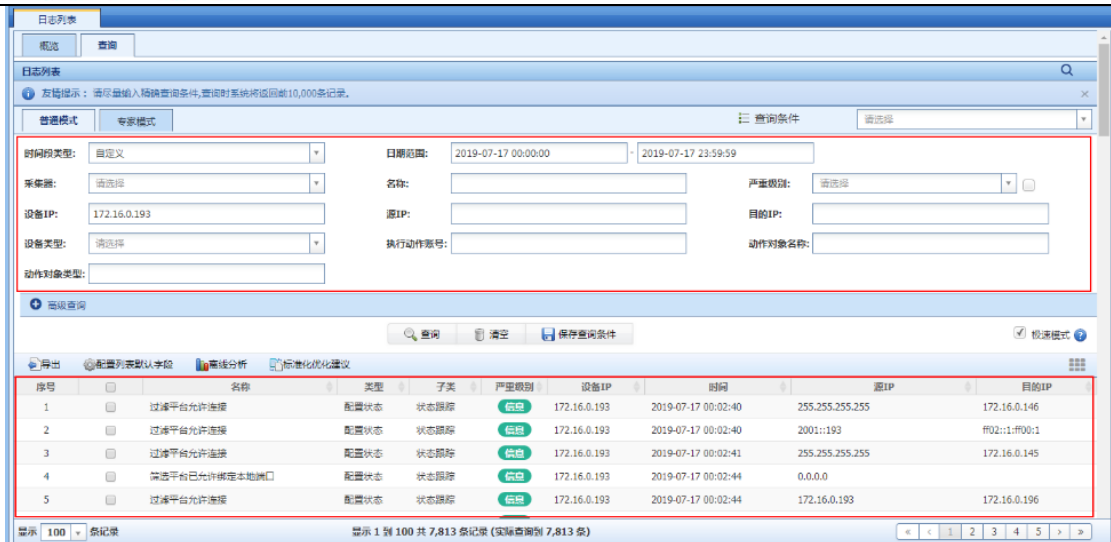 日志列表
概览 查询
日志列表
友情提示： 请尽量输入精确查询条件,查询时系统将返回前10,000条记录。
普通模式 专家模式 查询条件 请选择
时间段类型: 自定义 日期范围: 2019-07-17 00:00:00 - 2019-07-17 23:59:59
采集器: 请选择 名称: 严重级别: 请选择
设备IP: 172.16.0.193 源IP: 目的IP:
设备类型: 请选择 执行动作账号: 动作对象名称:
动作对象类型:
高级查询
查询 清空 保存查询条件 极速模式
导出 配置列表默认字段 离线分析 标准化优化建议
序号 名称 类型 子类 严重级别 设备IP 时间 源IP 目的IP
1 过滤平台允许连接 配置状态 状态跟踪 信息 172.16.0.193 2019-07-17 00:02:40 255.255.255.255 172.16.0.146
2 过滤平台允许连接 配置状态 状态跟踪 信息 172.16.0.193 2019-07-17 00:02:40 2001::193 ff02::1:ff00:1
3 过滤平台允许连接 配置状态 状态跟踪 信息 172.16.0.193 2019-07-17 00:02:41 255.255.255.255 172.16.0.145
4 筛选平台已允许绑定本地端口 配置状态 状态跟踪 信息 172.16.0.193 2019-07-17 00:02:44 0.0.0.0
5 过滤平台允许连接 配置状态 状态跟踪 信息 172.16.0.193 2019-07-17 00:02:44 172.16.0.193 172.16.0.196
显示 100 条记录 显示 1 到 100 共 7,813 条记录 (实际查询到 7,813 条) « ‹ 1 2 3 4 5 › »